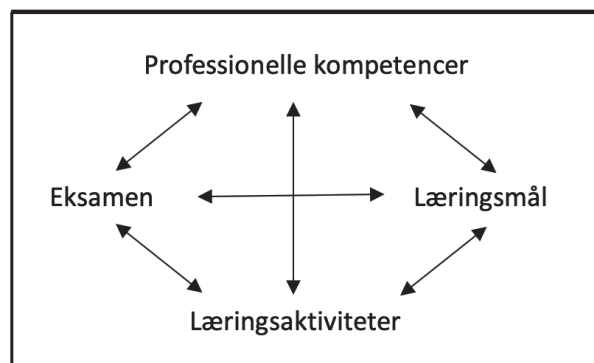 Professionelle kompetencer
Eksamen
Læringsmål
Læringsaktiviteter